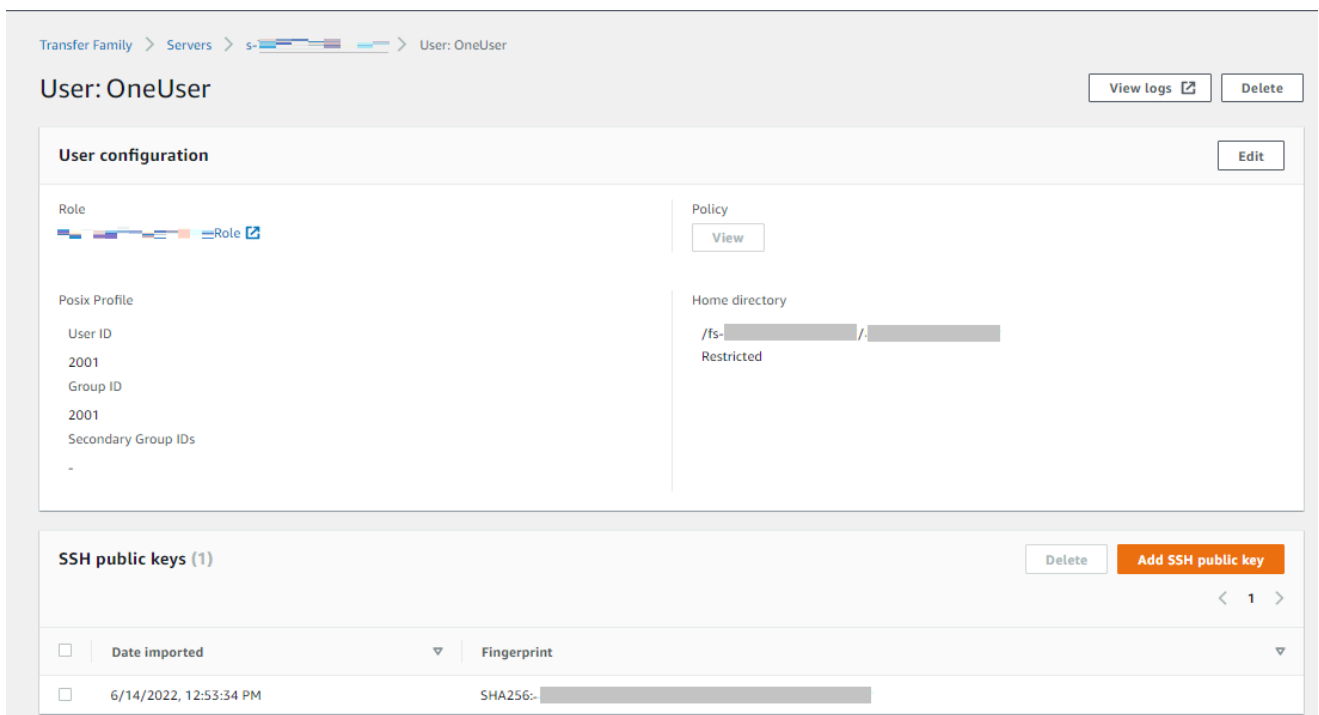 Transfer Family > Servers > s- > User: OneUser
User: OneUser
View logs
Delete
User configuration
Edit
Role
Role
Policy
View
Posix Profile
User ID
2001
Group ID
2001
Secondary Group IDs
-
Home directory
/fs- /
Restricted
SSH public keys (1)
Delete
Add SSH public key
< 1 >
Date imported
Fingerprint
6/14/2022, 12:53:34 PM
SHA256: